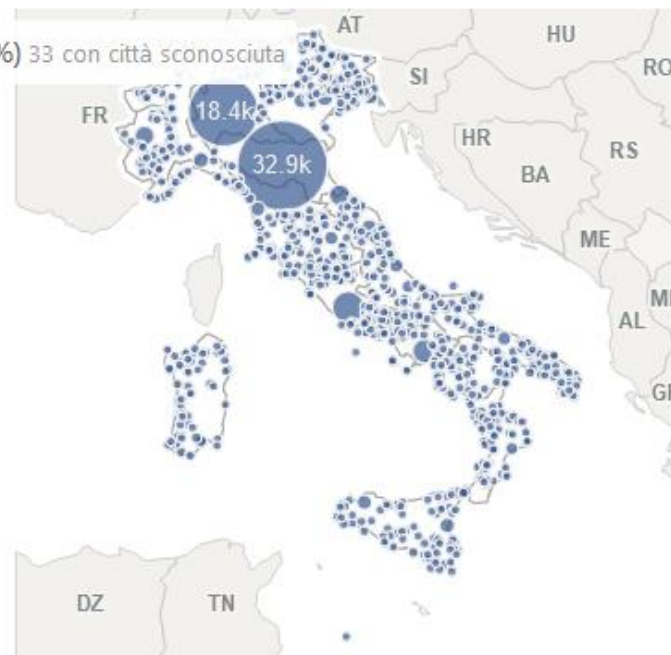 %) 33 con città sconosciuta
AT
HU
RO
SI
FR
18.4k
HR
RS
32.9k
BA
ME
AL
DZ
TN